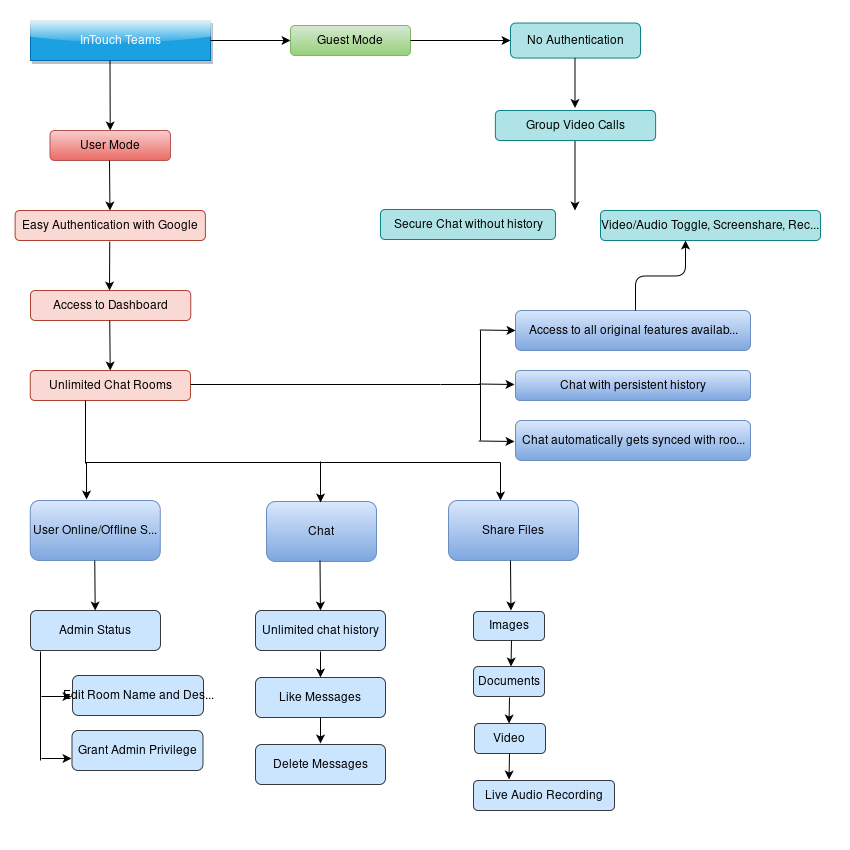 InTouch Teams
Guest Mode
No Authentication
Group Video Calls
User Mode
Easy Authentication with Google
Secure Chat without history
Video/Audio Toggle, Screenshare, Rec...
Access to Dashboard
Access to all original features availab...
Unlimited Chat Rooms
Chat with persistent history
Chat automatically gets synced with roo...
User Online/Offline S...
Chat
Share Files
Admin Status
Unlimited chat history
Images
Edit Room Name and Des...
Like Messages
Documents
Grant Admin Privilege
Delete Messages
Video
Live Audio Recording